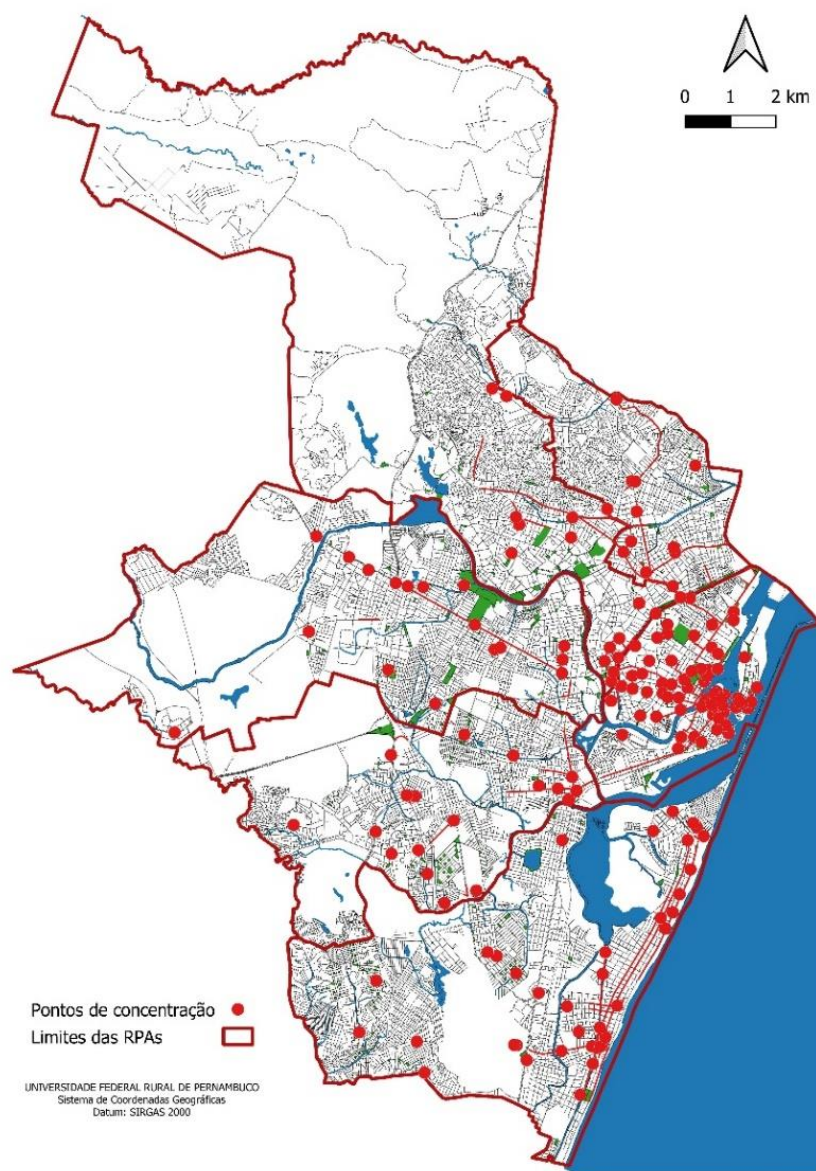 0 1 2 km
Pontos de concentração
Limites das RPAs
UNIVERSIDADE FEDERAL RURAL DE PERNAMBUCO
Sistema de Coordenadas Geográficas
Datum: SIRGAS 2000